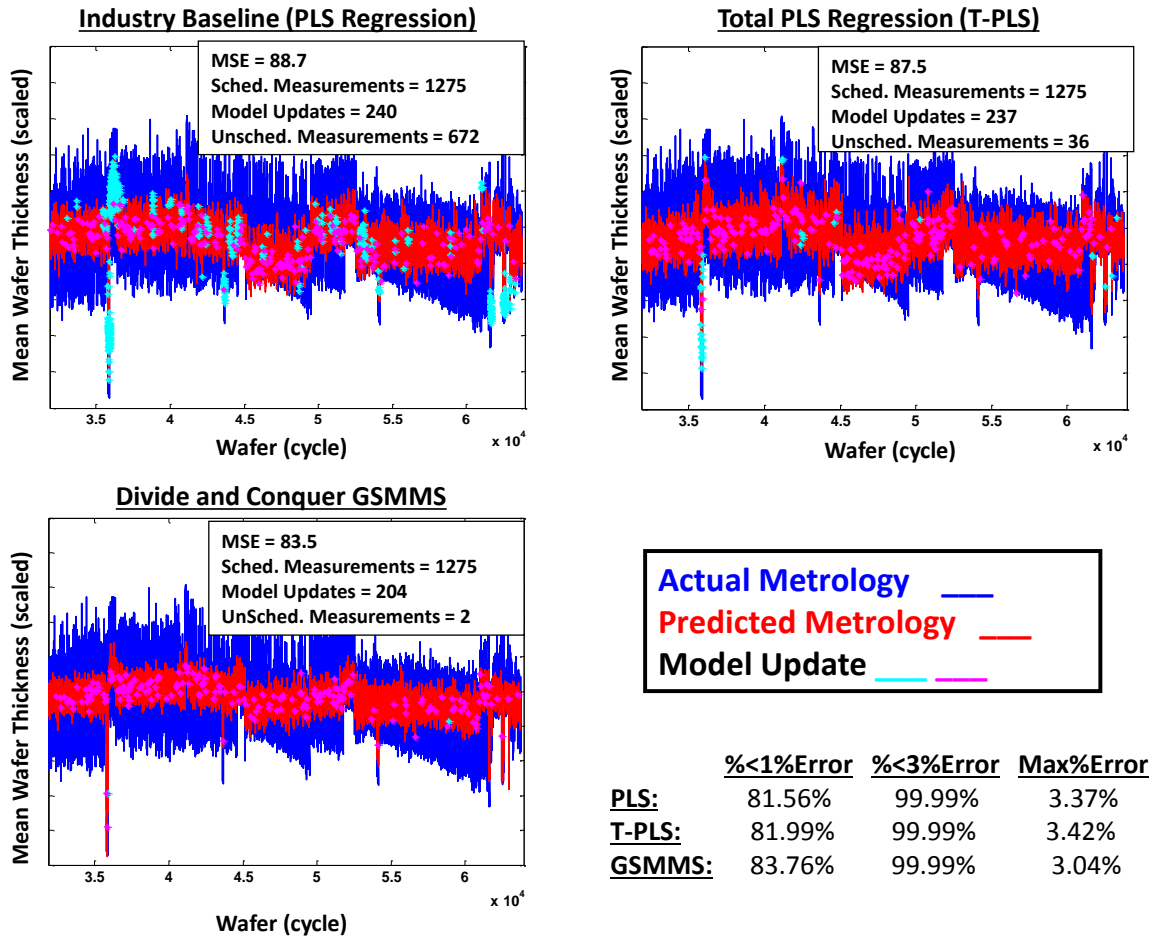 Industry Baseline (PLS Regression)
MSE = 88.7
Sched. Measurements = 1275
Model Updates = 240
Unsched. Measurements = 672
Mean Wafer Thickness (scaled)
3.5 4 4.5 5 5.5 6
x 10^4
Wafer (cycle)
Total PLS Regression (T-PLS)
MSE = 87.5
Sched. Measurements = 1275
Model Updates = 237
Unsched. Measurements = 36
Mean Wafer Thickness (scaled)
3.5 4 4.5 5 5.5 6
x 10^4
Wafer (cycle)
Divide and Conquer GSMMS
MSE = 83.5
Sched. Measurements = 1275
Model Updates = 204
UnSched. Measurements = 2
Mean Wafer Thickness (scaled)
3.5 4 4.5 5 5.5 6
x 10^4
Wafer (cycle)
Actual Metrology ___
Predicted Metrology ___
Model Update ___ ___
%<1%Error %<3%Error Max%Error
PLS: 81.56% 99.99% 3.37%
T-PLS: 81.99% 99.99% 3.42%
GSMMS: 83.76% 99.99% 3.04%